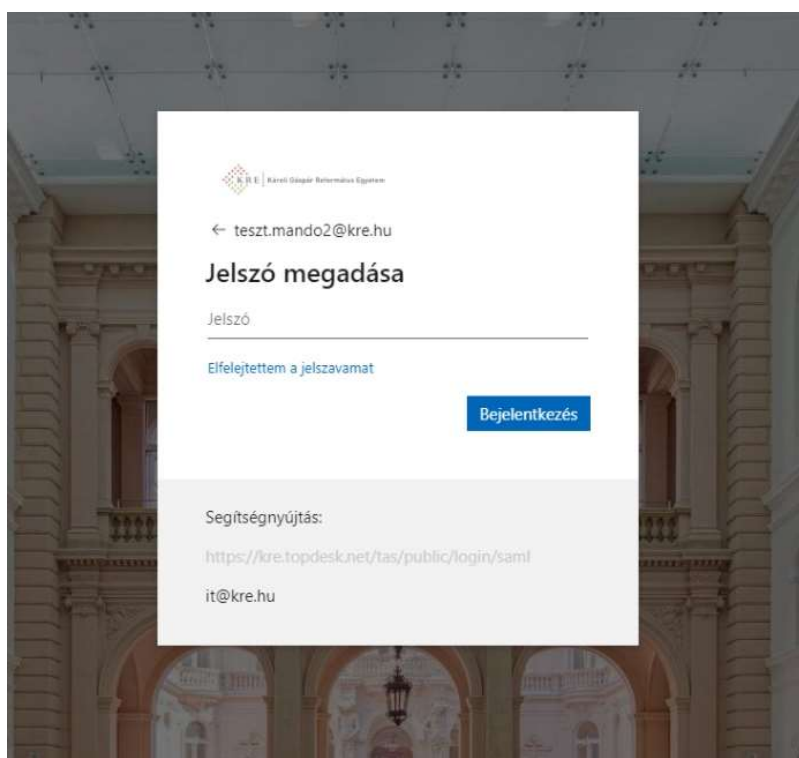 KRE Károli Gáspár Református Egyetem
← teszt.mando2@kre.hu
Jelszó megadása
Jelszó
Elfelejtettem a jelszavamat
Bejelentkezés
Segítségnyújtás:
https://kre.topdesk.net/tas/public/login/saml
it@kre.hu